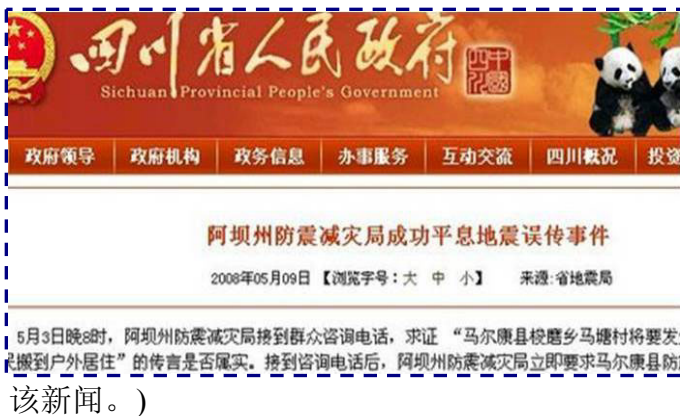 四川省人民政府
四川
中國
Sichuan Provincial People's Government
政府领导 政府机构 政务信息 办事服务 互动交流 四川概况 投资
阿坝州防震减灾局成功平息地震误传事件
2008年05月09日 【浏览字号：大 中 小】 来源:省地震局
5月3日晚8时，阿坝州防震减灾局接到群众咨询电话，求证 “马尔康县梭磨乡马塘村将要发
民搬到户外居住”的传言是否属实。接到咨询电话后，阿坝州防震减灾局立即要求马尔康县防
该新闻。)